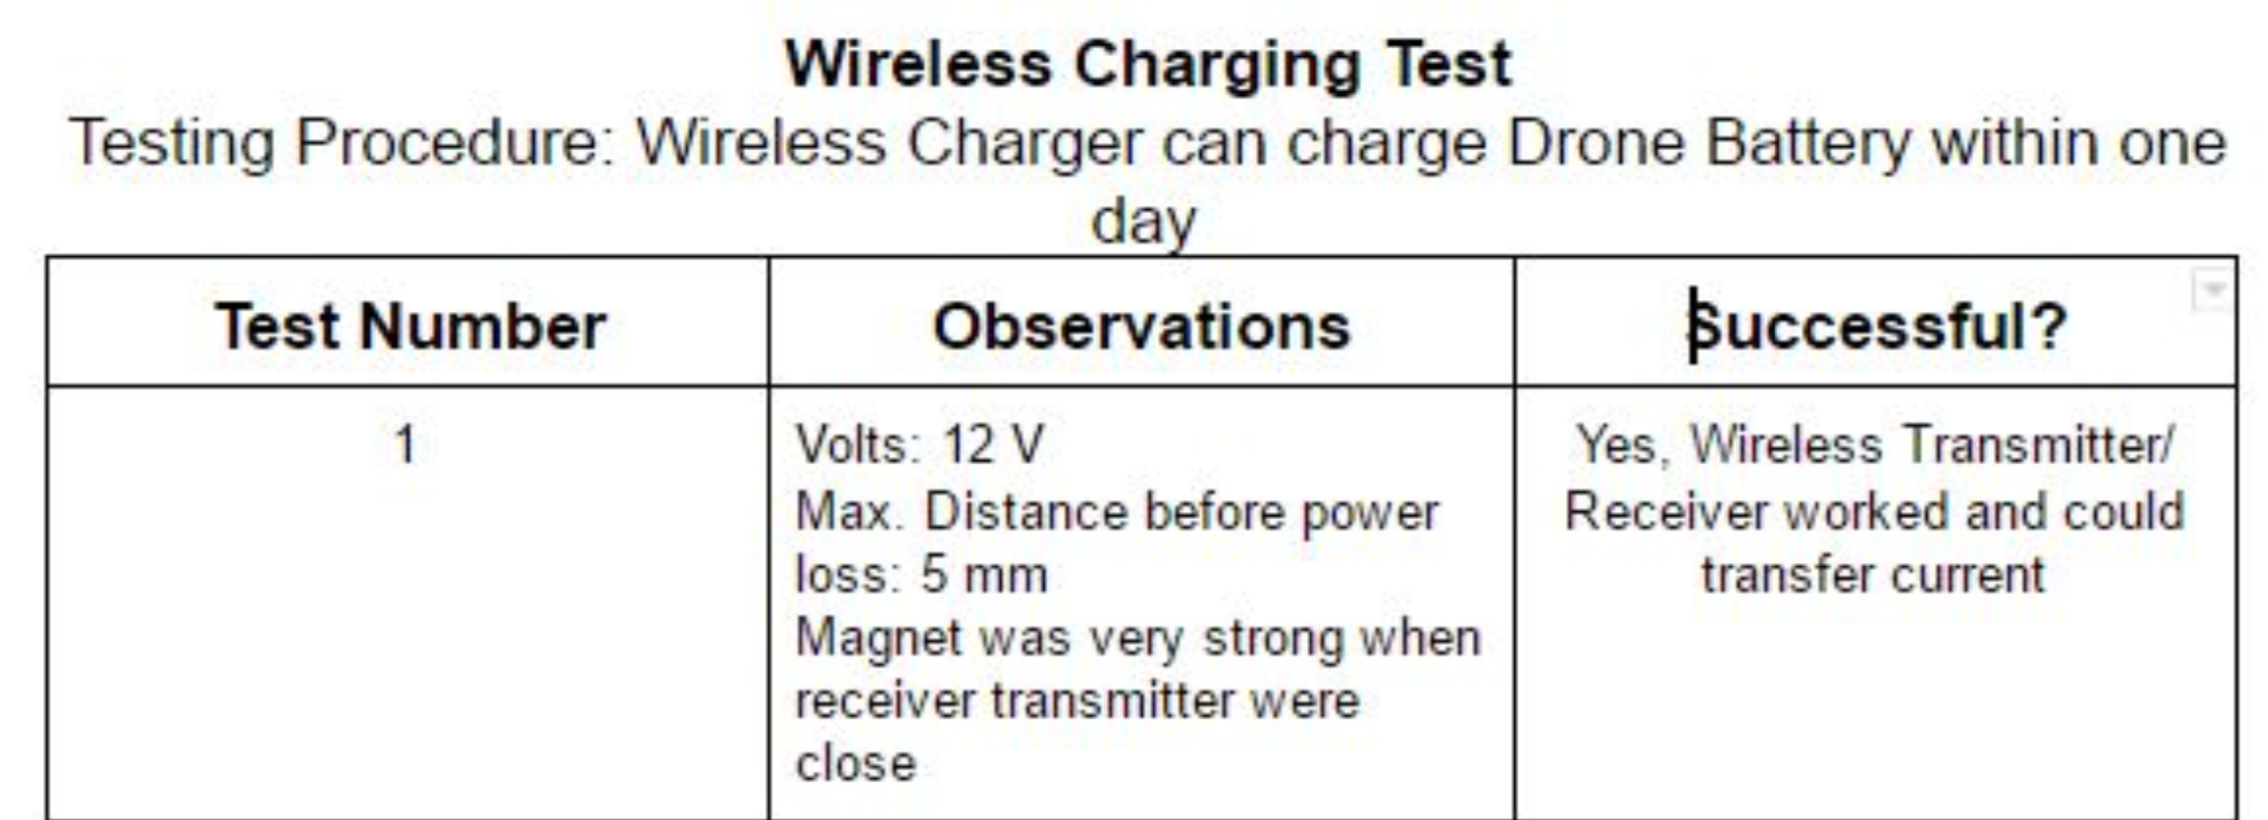 Wireless Charging Test
Testing Procedure: Wireless Charger can charge Drone Battery within one
day
Test Number
Observations
Successful?
1
Volts: 12 V
Max. Distance before power
loss: 5 mm
Magnet was very strong when
receiver transmitter were
close
Yes, Wireless Transmitter/
Receiver worked and could
transfer current